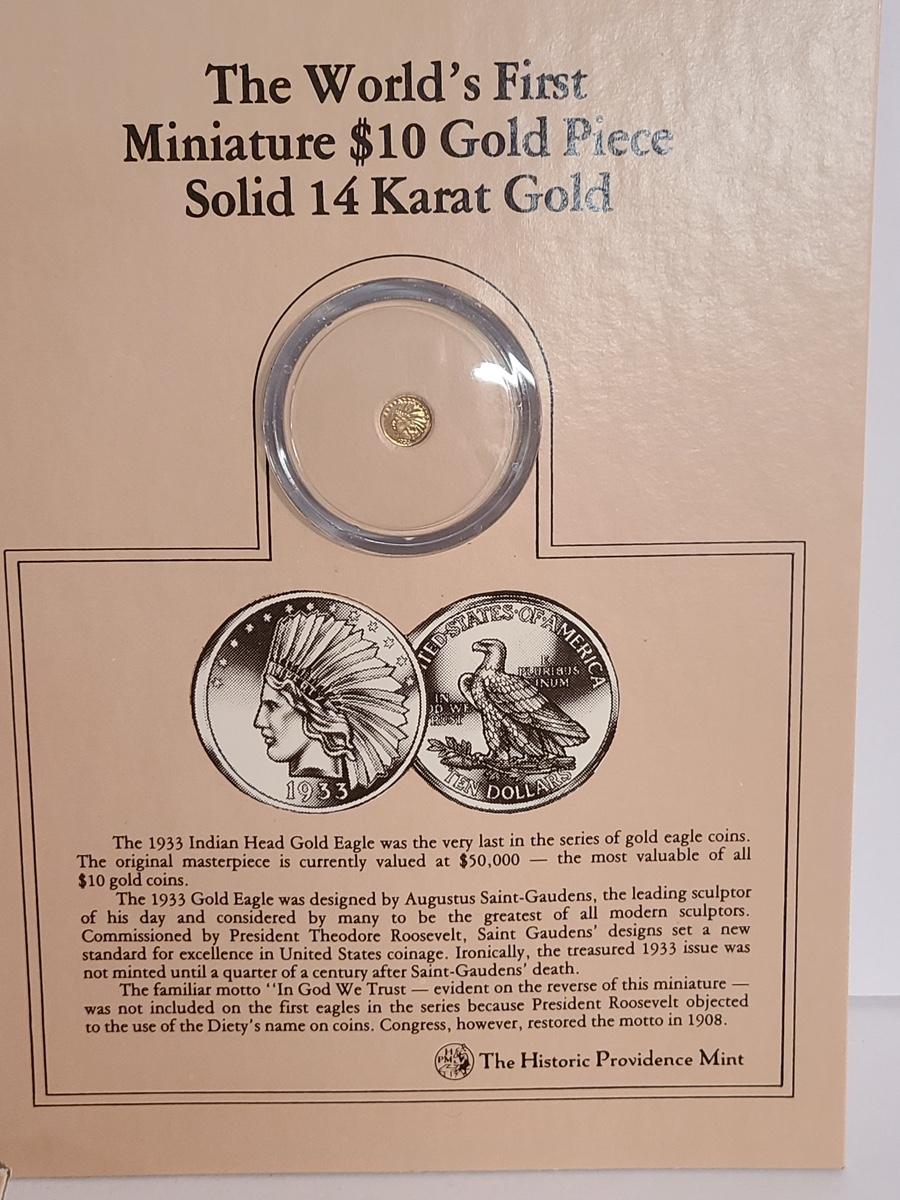 The World's First
Miniature $10 Gold Piece
Solid 14 Karat Gold
UNITED·STATES·OF·AMERICA
E
PLURIBUS
UNUM
IN
WE
1933
TEN DOLLARS
The 1933 Indian Head Gold Eagle was the very last in the series of gold eagle coins.
The original masterpiece is currently valued at $50,000 — the most valuable of all
$10 gold coins.
The 1933 Gold Eagle was designed by Augustus Saint-Gaudens, the leading sculptor
of his day and considered by many to be the greatest of all modern sculptors.
Commissioned by President Theodore Roosevelt, Saint Gaudens' designs set a new
standard for excellence in United States coinage. Ironically, the treasured 1933 issue was
not minted until a quarter of a century after Saint-Gaudens' death.
The familiar motto "In God We Trust — evident on the reverse of this miniature —
was not included on the first eagles in the series because President Roosevelt objected
to the use of the Diety's name on coins. Congress, however, restored the motto in 1908.
The Historic Providence Mint